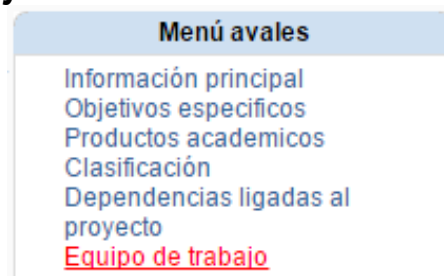 Menú avales
Información principal
Objetivos especificos
Productos academicos
Clasificación
Dependencias ligadas al
proyecto
Equipo de trabajo